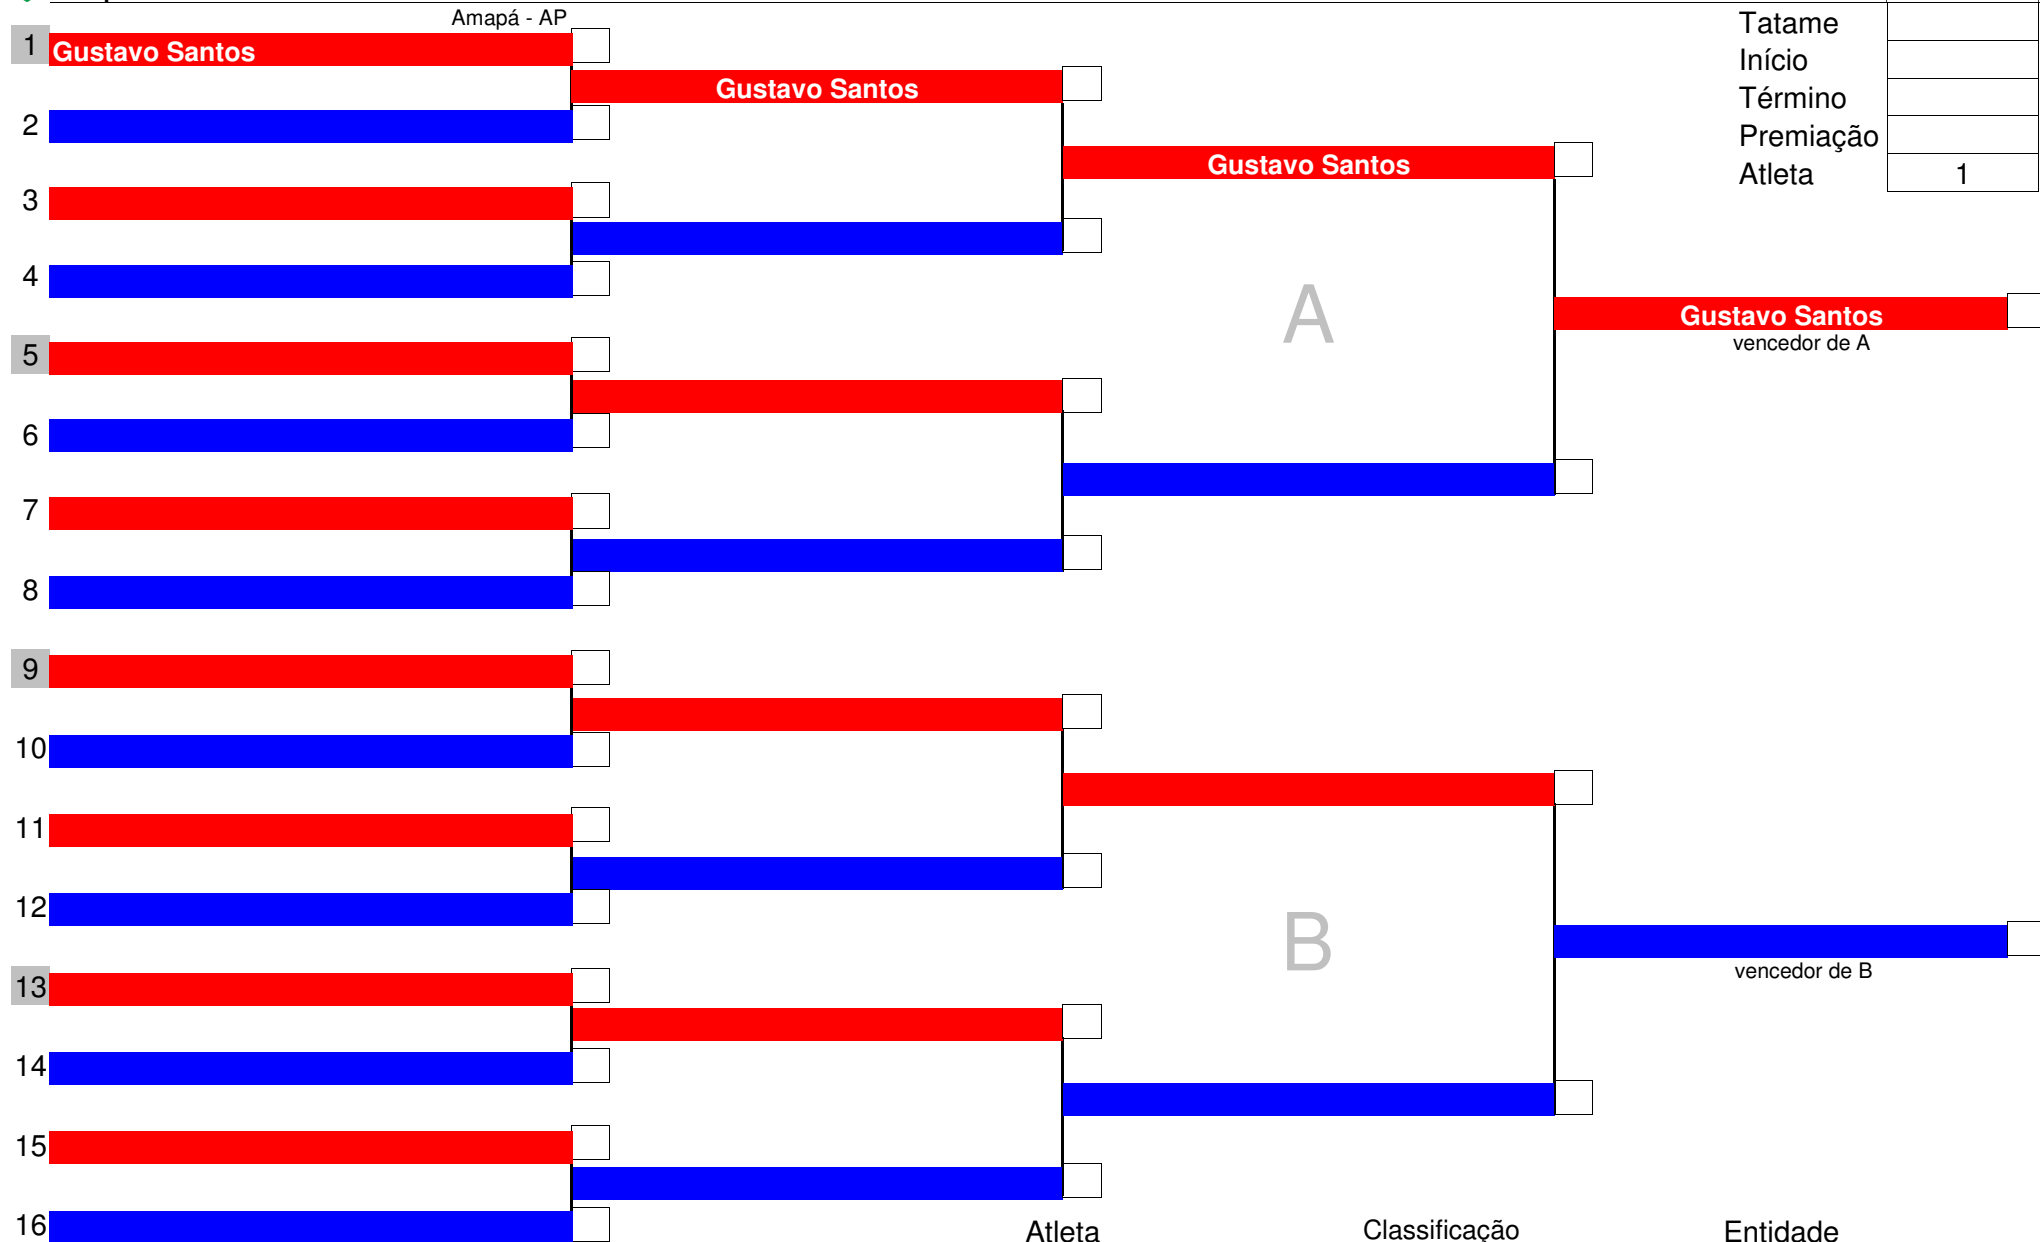 Amapá - AP
Tatame
1 Gustavo Santos
Início
Gustavo Santos
Término
2
Premiação
Gustavo Santos
Atleta 1
3
4
Gustavo Santos
A
vencedor de A
5
6
7
8
9
10
11
12
B
vencedor de B
13
14
15
16
Atleta Classificação Entidade